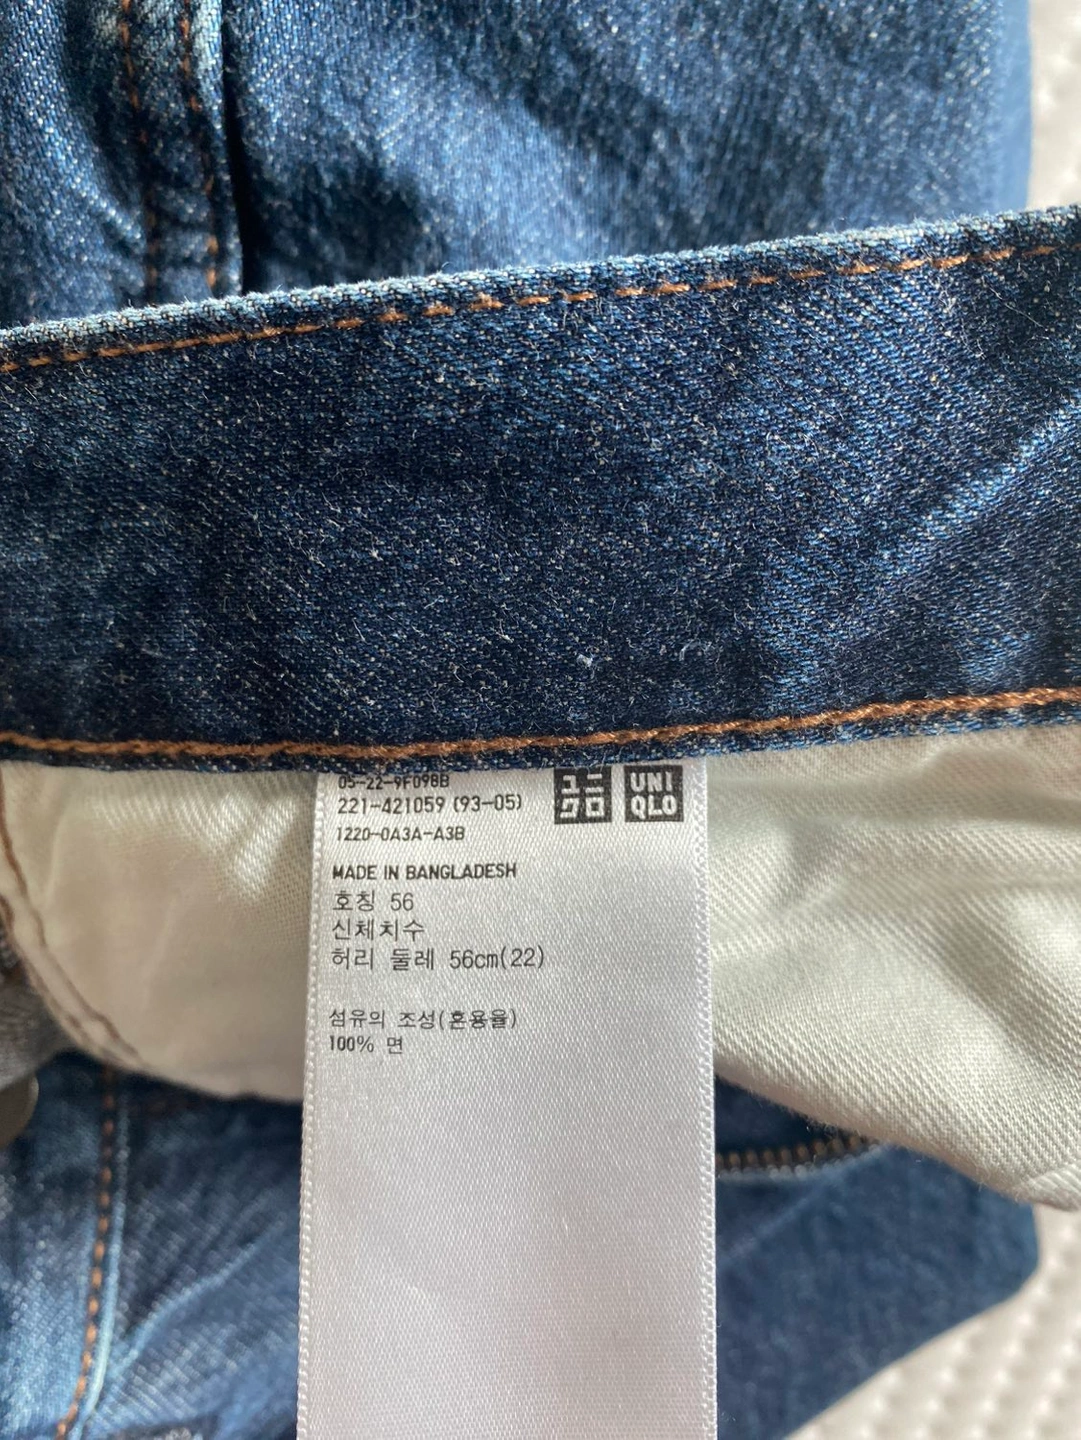 05-22-9F098B
221-421059 (93-05)
1220-0A3A-A3B
ユニ
クロ
UNI
QLO
MADE IN BANGLADESH
호칭 56
신체치수
허리 둘레 56cm(22)
섬유의 조성(혼용율)
100% 면